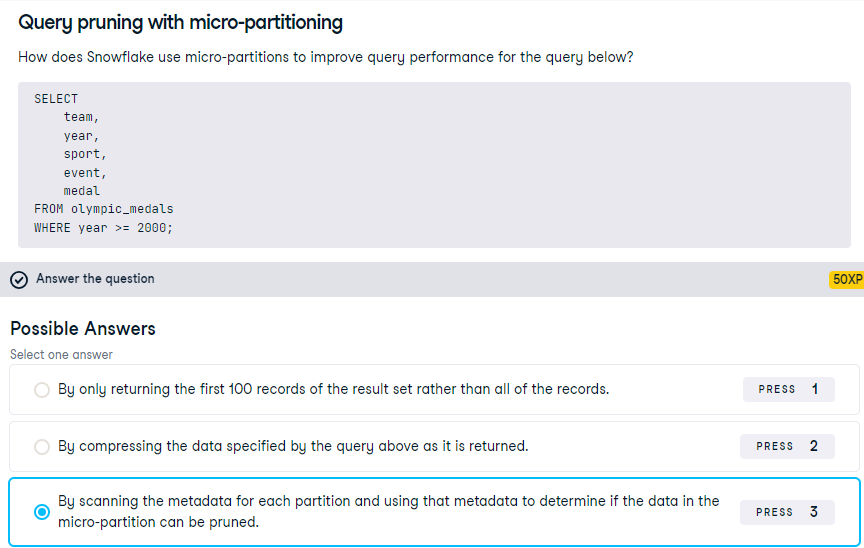 Query pruning with micro-partitioning
How does Snowflake use micro-partitions to improve query performance for the query below?
SELECT
    team,
    year,
    sport,
    event,
    medal
FROM olympic_medals
WHERE year >= 2000;
Answer the question
50XP
Possible Answers
Select one answer
By only returning the first 100 records of the result set rather than all of the records.
PRESS 1
By compressing the data specified by the query above as it is returned.
PRESS 2
By scanning the metadata for each partition and using that metadata to determine if the data in the
micro-partition can be pruned.
PRESS 3